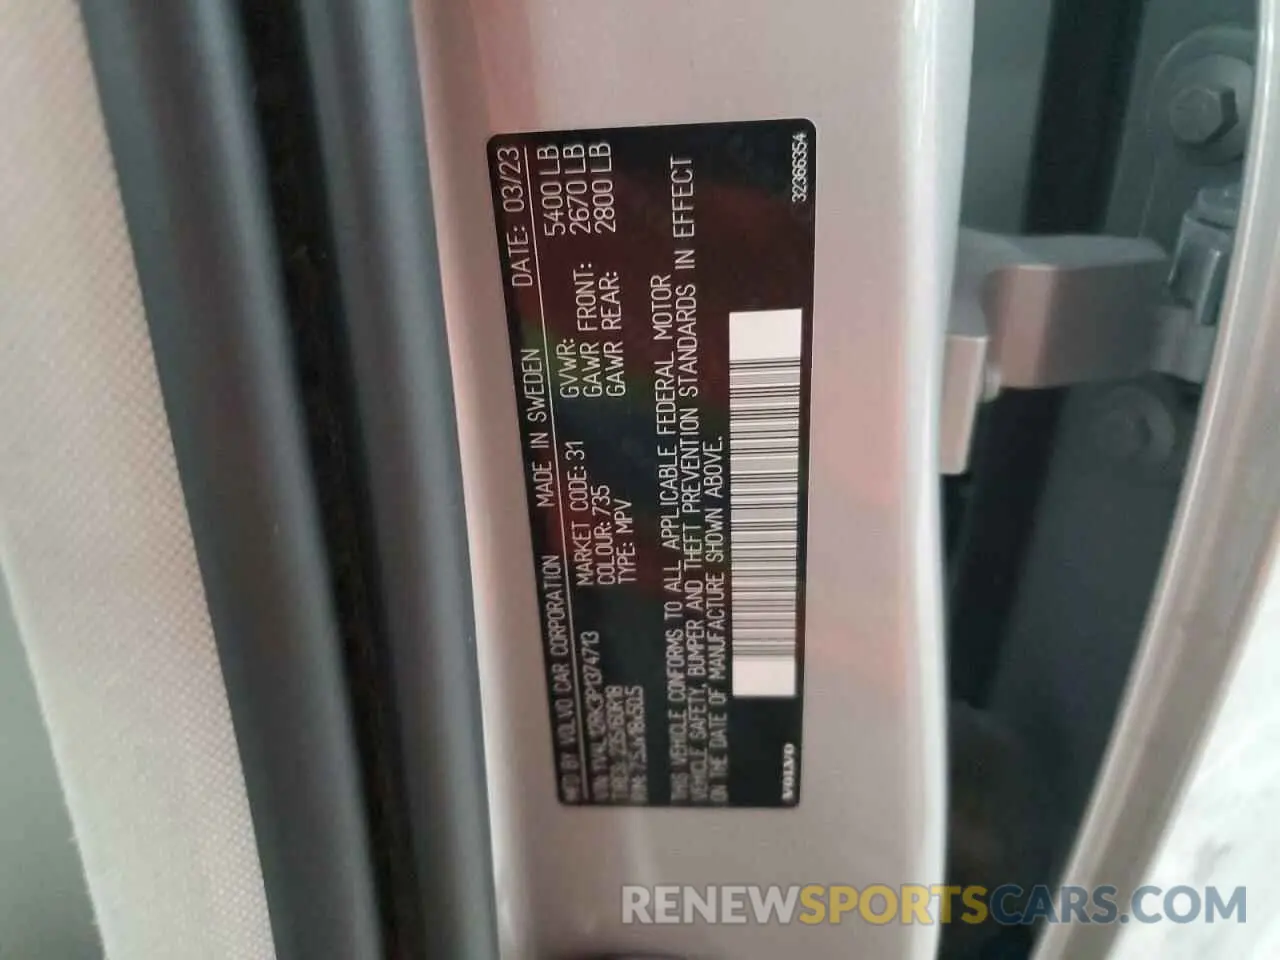 MFD BY VOLVO CAR CORPORATION MADE IN SWEDEN DATE: 03/23
MARKET CODE: 31 GVWR: 5400 LB
COLOUR: 735 GAWR FRONT: 2670 LB
TYPE: MPV GAWR REAR: 2800 LB
TIRE: 235/60R18
THIS VEHICLE CONFORMS TO ALL APPLICABLE FEDERAL MOTOR
VEHICLE SAFETY, BUMPER AND THEFT PREVENTION STANDARDS IN EFFECT
ON THE DATE OF MANUFACTURE SHOWN ABOVE.
VOLVO 32366354
RENEWSPORTSCARS.COM